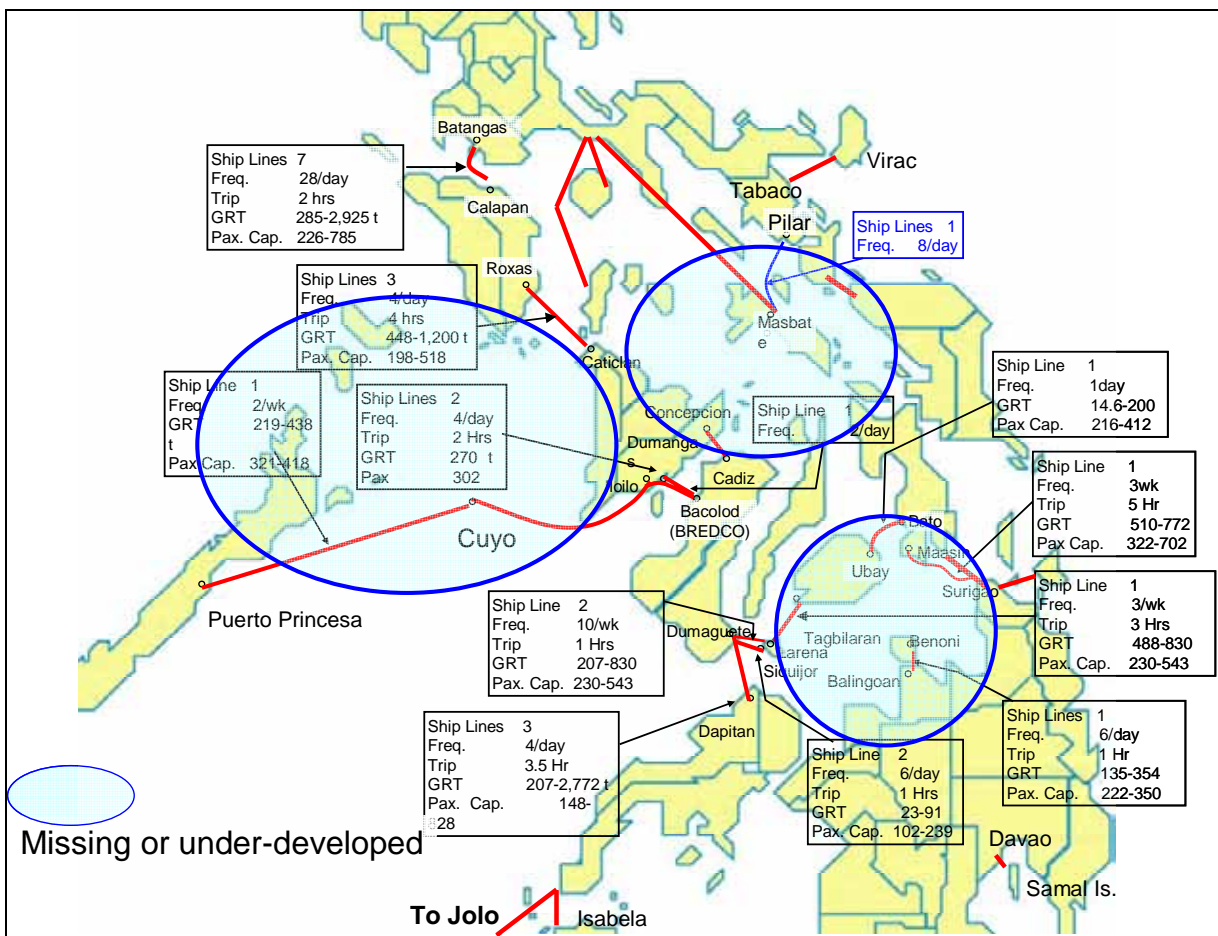 Batangas
Ship Lines 7
Freq. 28/day
Trip 2 hrs
GRT 285-2,925 t
Pax. Cap. 226-785
Calapan
Virac
Tabaco
Pilar
Ship Lines 1
Freq. 8/day
Roxas
Ship Lines 3
Freq. 4/day
Trip 4 hrs
GRT 448-1,200 t
Pax. Cap. 198-518
Masbat
e
Caticlan
Ship Line 1
Freq. 2/wk
GRT 219-438
t
Pax Cap. 321-418
Ship Lines 2
Freq. 4/day
Trip 2 Hrs
GRT 270 t
Pax 302
Concepcion
Ship Line 1
Freq. 2/day
Ship Line 1
Freq. 1day
GRT 14.6-200
Pax Cap. 216-412
Dumanga
s
Iloilo
Cadiz
Bacolod
(BREDCO)
Cuyo
Puerto Princesa
Ship Line 1
Freq. 3wk
Trip 5 Hr
GRT 510-772
Pax Cap. 322-702
Bato
Maasin
Ubay
Surigao
Ship Line 1
Freq. 3/wk
Trip 3 Hrs
GRT 488-830
Pax. Cap. 230-543
Ship Line 2
Freq. 10/wk
Trip 1 Hrs
GRT 207-830
Pax. Cap. 230-543
Dumaguete
Tagbilaran
Larena
Siquijor
Benoni
Balingoan
Dapitan
Ship Lines 3
Freq. 4/day
Trip 3.5 Hr
GRT 207-2,772 t
Pax. Cap. 148-
828
Ship Line 2
Freq. 6/day
Trip 1 Hrs
GRT 23-91
Pax. Cap. 102-239
Ship Lines 1
Freq. 6/day
Trip 1 Hr
GRT 135-354
Pax. Cap. 222-350
Missing or under-developed
Davao
Samal Is.
To Jolo
Isabela